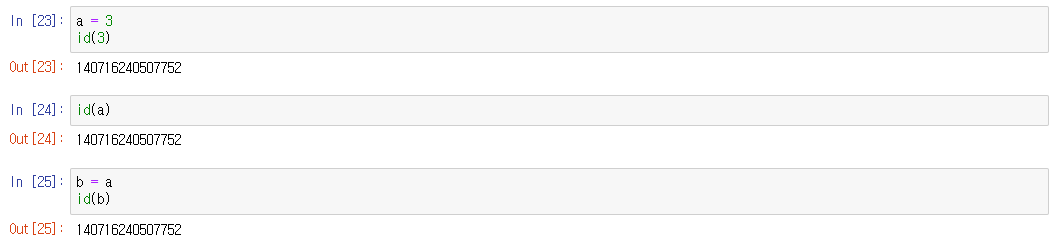 In [23]: a = 3
id(3)
Out[23]: 140716240507752
In [24]: id(a)
Out[24]: 140716240507752
In [25]: b = a
id(b)
Out[25]: 140716240507752